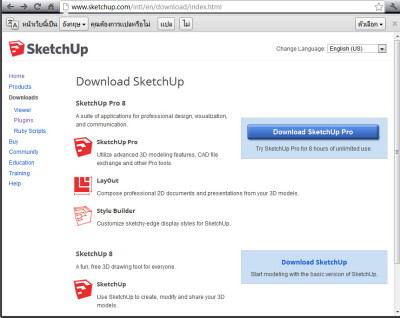 www.sketchup.com/intl/en/download/index.html
หน้าเว็บนี้เป็น อังกฤษ คุณต้องการแปลหรือไม่ แปล ไม่ ตัวเลือก
SketchUp
Change Language: English (US)
Home
Products
Downloads
Viewer
Plugins
Ruby Scripts
Buy
Community
Education
Training
Help
Download SketchUp
SketchUp Pro 8
A suite of applications for professional design, visualization,
and communication.
SketchUp Pro
Utilize advanced 3D modeling features, CAD file
exchange and other Pro tools.
LayOut
Compose professional 2D documents and presentations from your 3D models.
Style Builder
Customize sketchy-edge display styles for SketchUp.
Download SketchUp Pro
Try SketchUp Pro for 8 hours of unlimited use.
SketchUp 8
A fun, free 3D drawing tool for everyone.
SketchUp
Use SketchUp to create, modify and share your 3D
models.
Download SketchUp
Start modeling with the basic version of SketchUp.